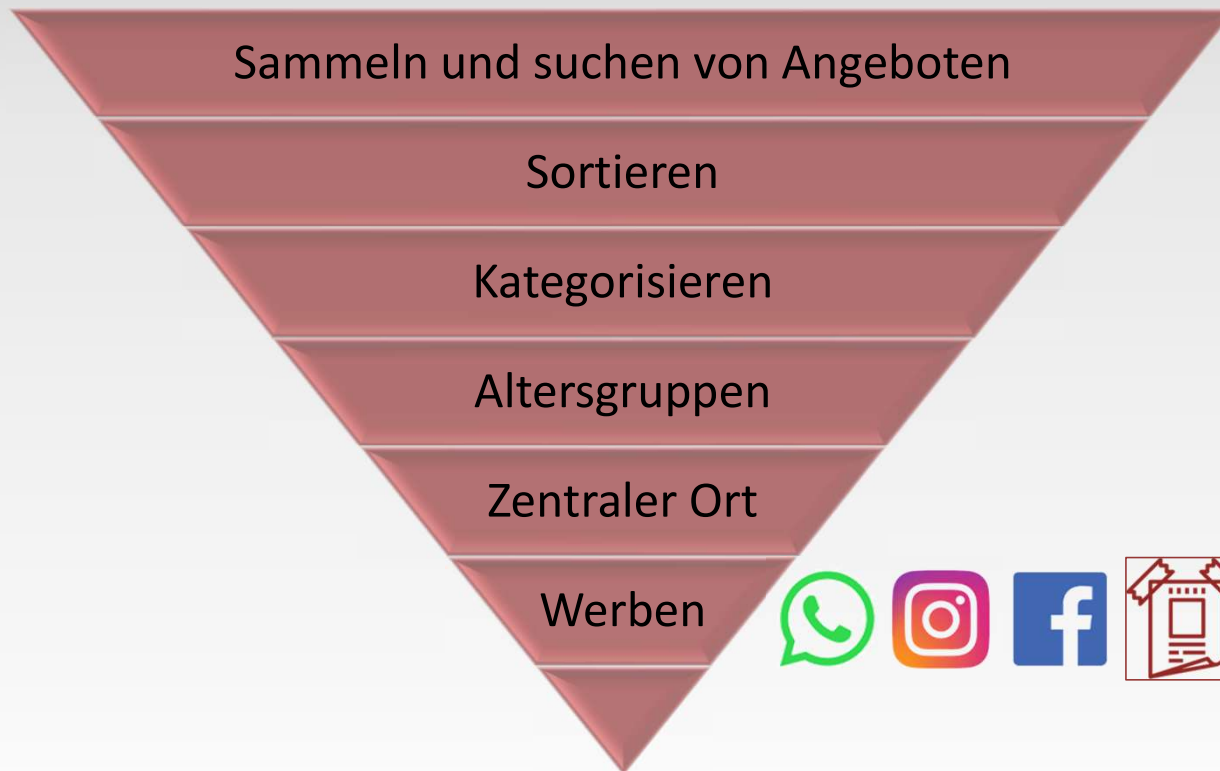 Sammeln und suchen von Angeboten
Sortieren
Kategorisieren
Altersgruppen
Zentraler Ort
Werben